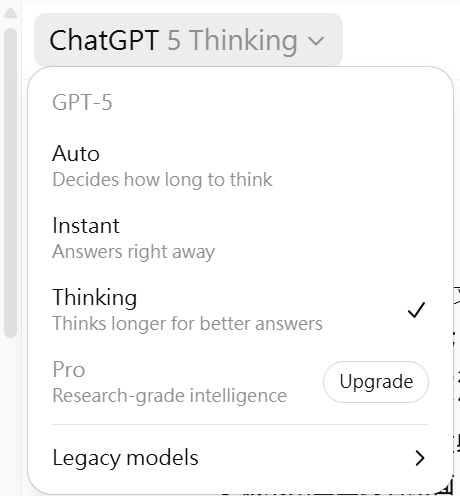 ChatGPT 5 Thinking
GPT-5
Auto
Decides how long to think
Instant
Answers right away
Thinking
Thinks longer for better answers
Pro
Research-grade intelligence
Upgrade
Legacy models